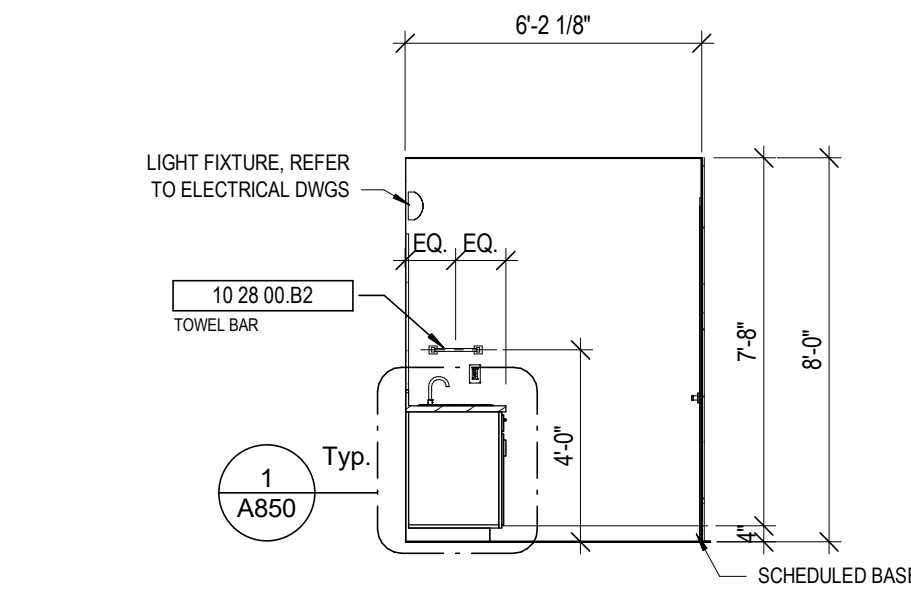 6'-2 1/8"
LIGHT FIXTURE, REFER
TO ELECTRICAL DWGS
EQ. EQ.
10 28 00.B2
TOWEL BAR
7'-8"
8'-0"
4'-0"
Typ.
1
A850
4"
SCHEDULED BASE